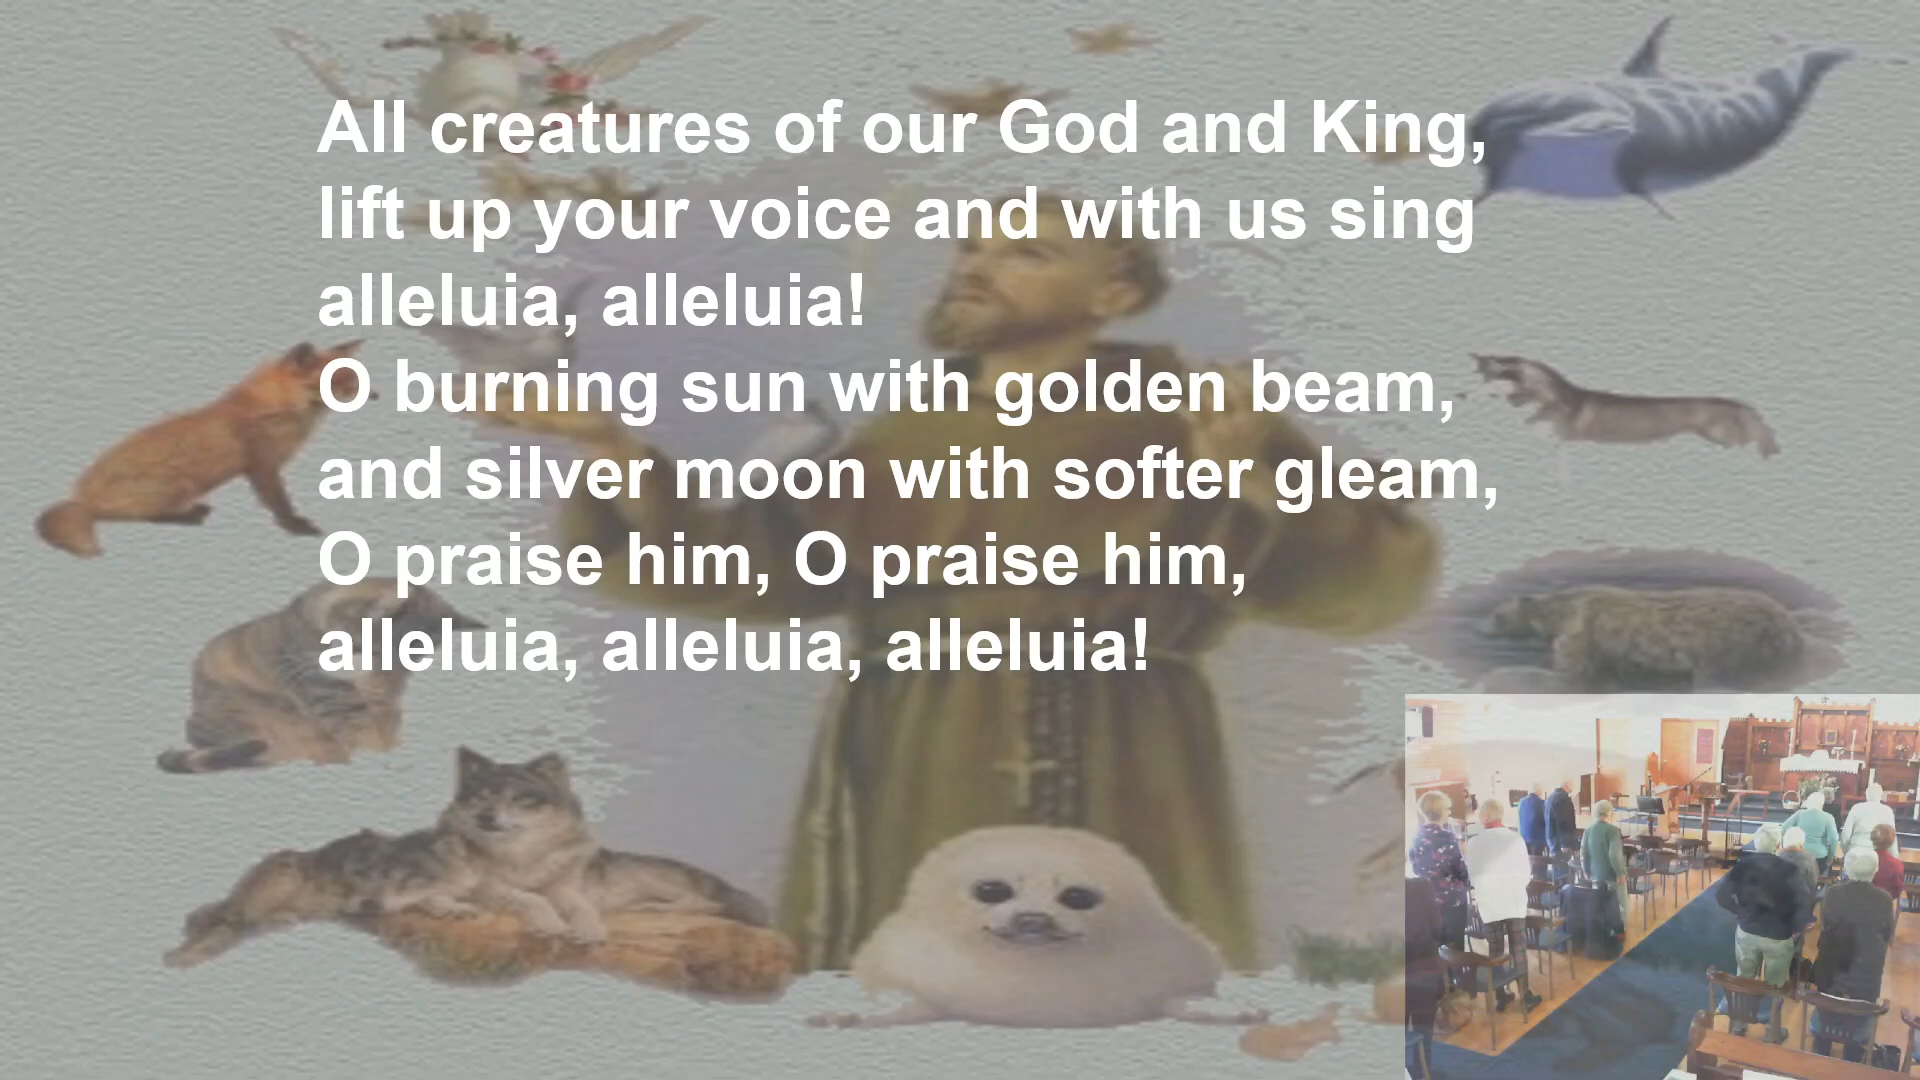 All creatures of our God and King,
lift up your voice and with us sing
alleluia, alleluia!
O burning sun with golden beam,
and silver moon with softer gleam,
O praise him, O praise him,
alleluia, alleluia, alleluia!